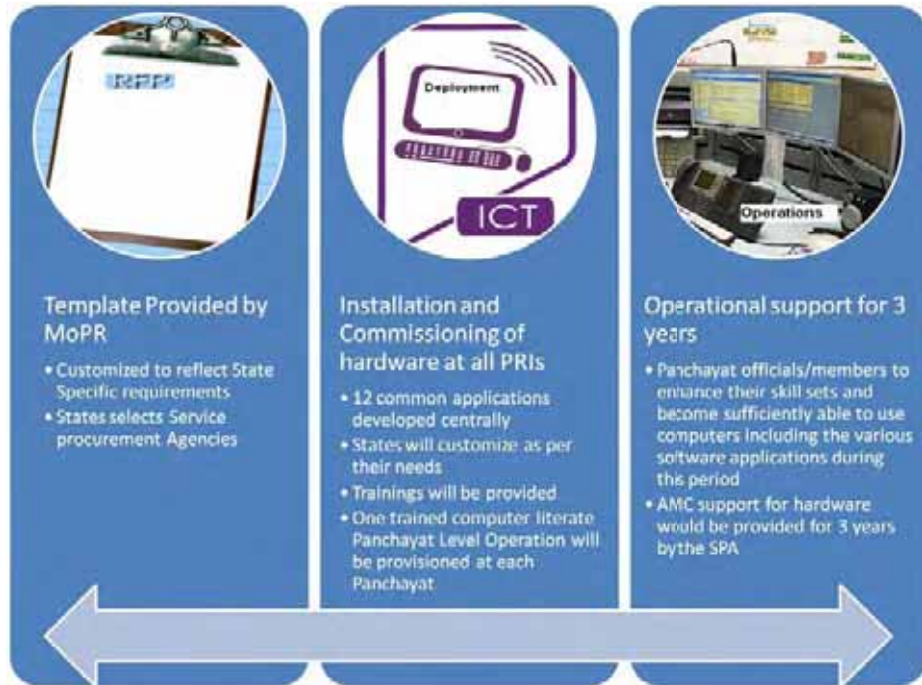 RFP
Template Provided by
MoPR
• Customized to reflect State
Specific requirements
• States selects Service
procurement Agencies
Deployment
ICT
Installation and
Commissioning of
hardware at all PRIs
• 12 common applications
developed centrally
• States will customize as per
their needs
• Trainings will be provided
• One trained computer literate
Panchayat Level Operation will
be provisioned at each
Panchayat
Operations
Operational support for 3
years
• Panchayat officials/members to
enhance their skill sets and
become sufficiently able to use
computers including the various
software applications during
this period
• AMC support for hardware
would be provided for 3 years
bythe SPA